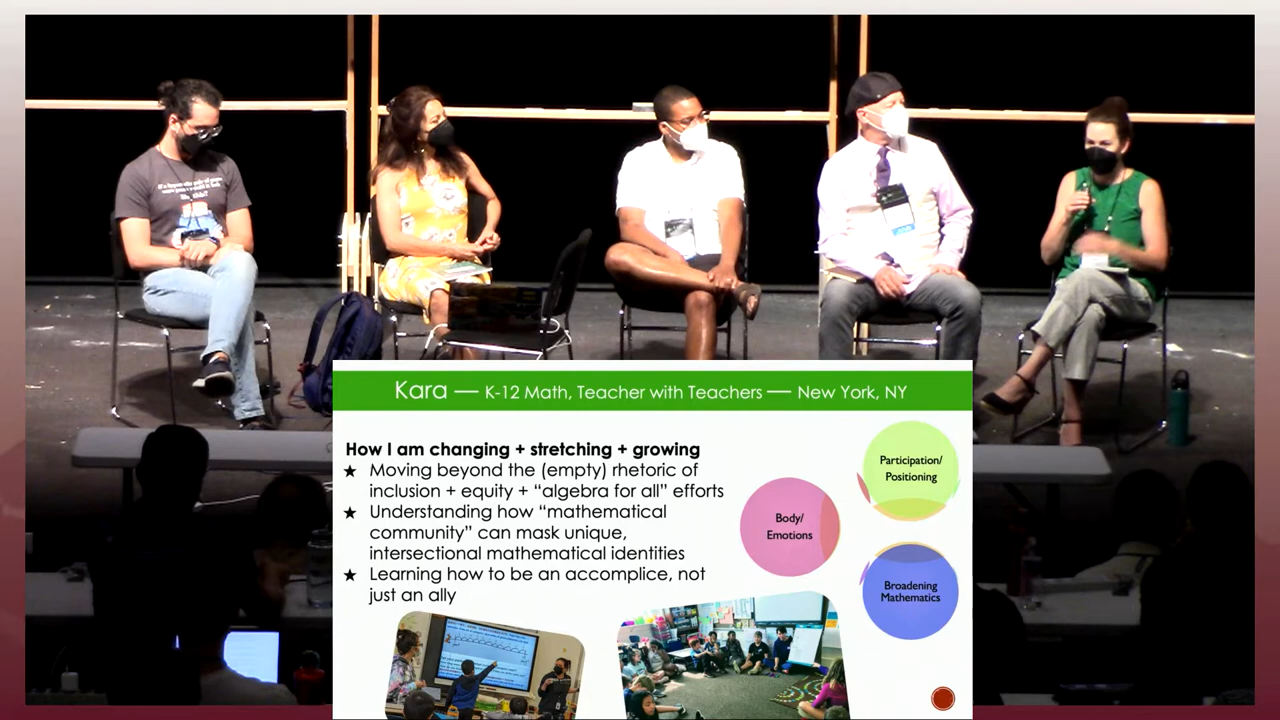 Kara — K-12 Math, Teacher with Teachers — New York, NY
How I am changing + stretching + growing
★ Moving beyond the (empty) rhetoric of
inclusion + equity + “algebra for all” efforts
★ Understanding how “mathematical
community” can mask unique,
intersectional mathematical identities
★ Learning how to be an accomplice, not
just an ally
Participation/
Positioning
Body/
Emotions
Broadening
Mathematics